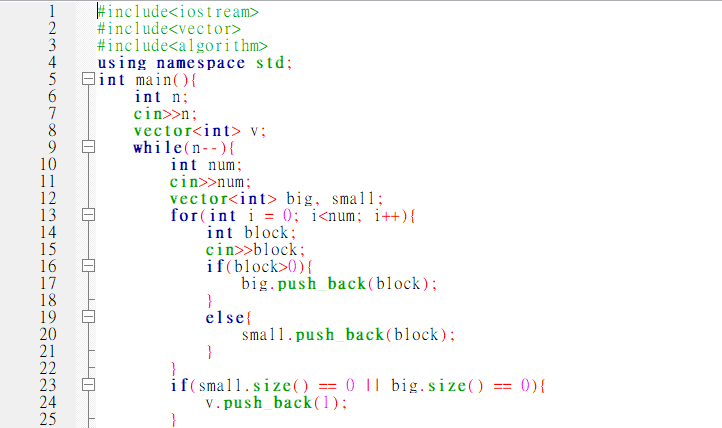 1 #include<iostream>
2 #include<vector>
3 #include<algorithm>
4 using namespace std;
5 int main(){
6 int n;
7 cin>>n;
8 vector<int> v;
9 while(n--){
10 int num;
11 cin>>num;
12 vector<int> big, small;
13 for(int i = 0; i<num; i++){
14 int block;
15 cin>>block;
16 if(block>0){
17 big.push_back(block);
18 }
19 else{
20 small.push_back(block);
21 }
22 }
23 if(small.size() == 0 || big.size() == 0){
24 v.push_back(1);
25 }